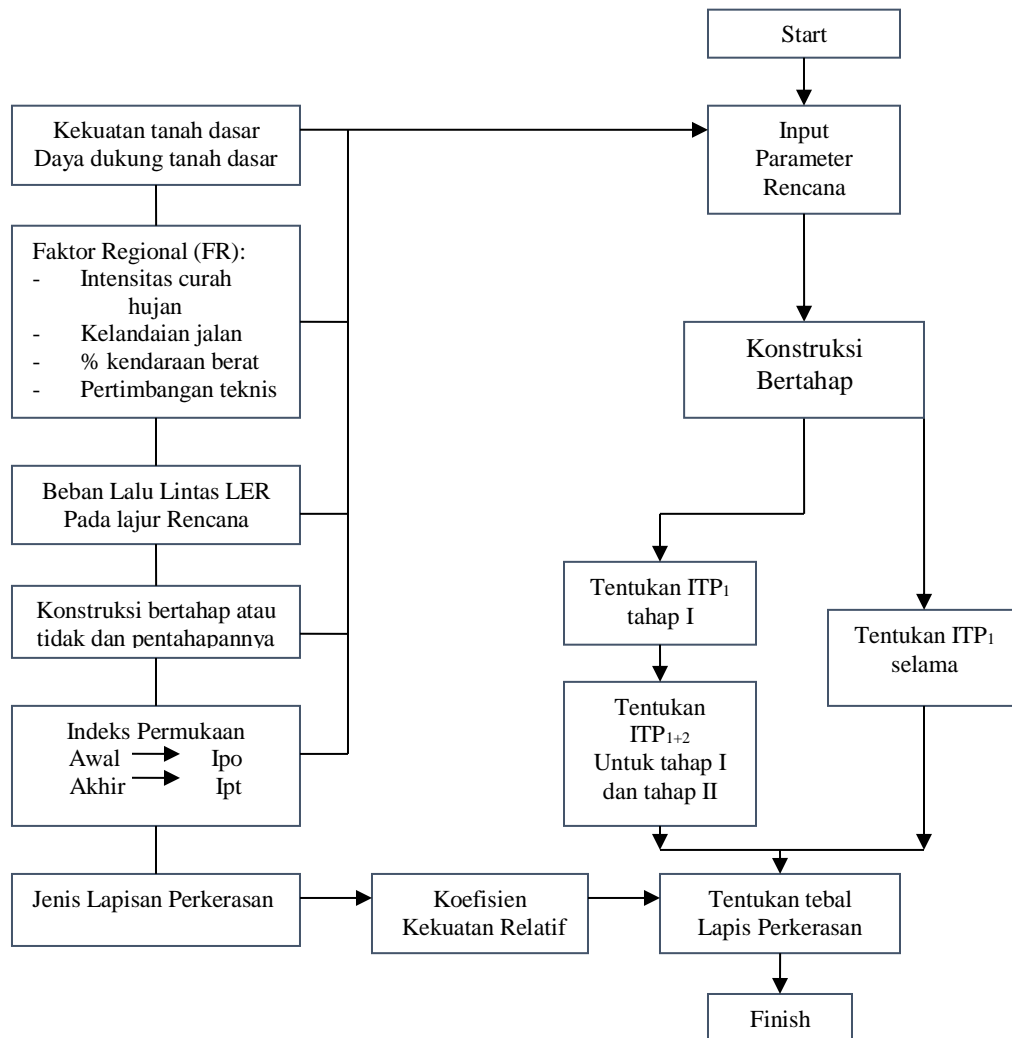 Start
Input
Parameter
Rencana
Kekuatan tanah dasar
Daya dukung tanah dasar
Faktor Regional (FR):
- Intensitas curah
hujan
- Kelandaian jalan
- % kendaraan berat
- Pertimbangan teknis
Beban Lalu Lintas LER
Pada lajur Rencana
Konstruksi bertahap atau
tidak dan pentahapannya
Indeks Permukaan
Awal Ipo
Akhir Ipt
Jenis Lapisan Perkerasan
Koefisien
Kekuatan Relatif
Konstruksi
Bertahap
Tentukan ITP₁
tahap I
Tentukan
ITP₁₊₂
Untuk tahap I
dan tahap II
Tentukan ITP₁
selama
Tentukan tebal
Lapis Perkerasan
Finish